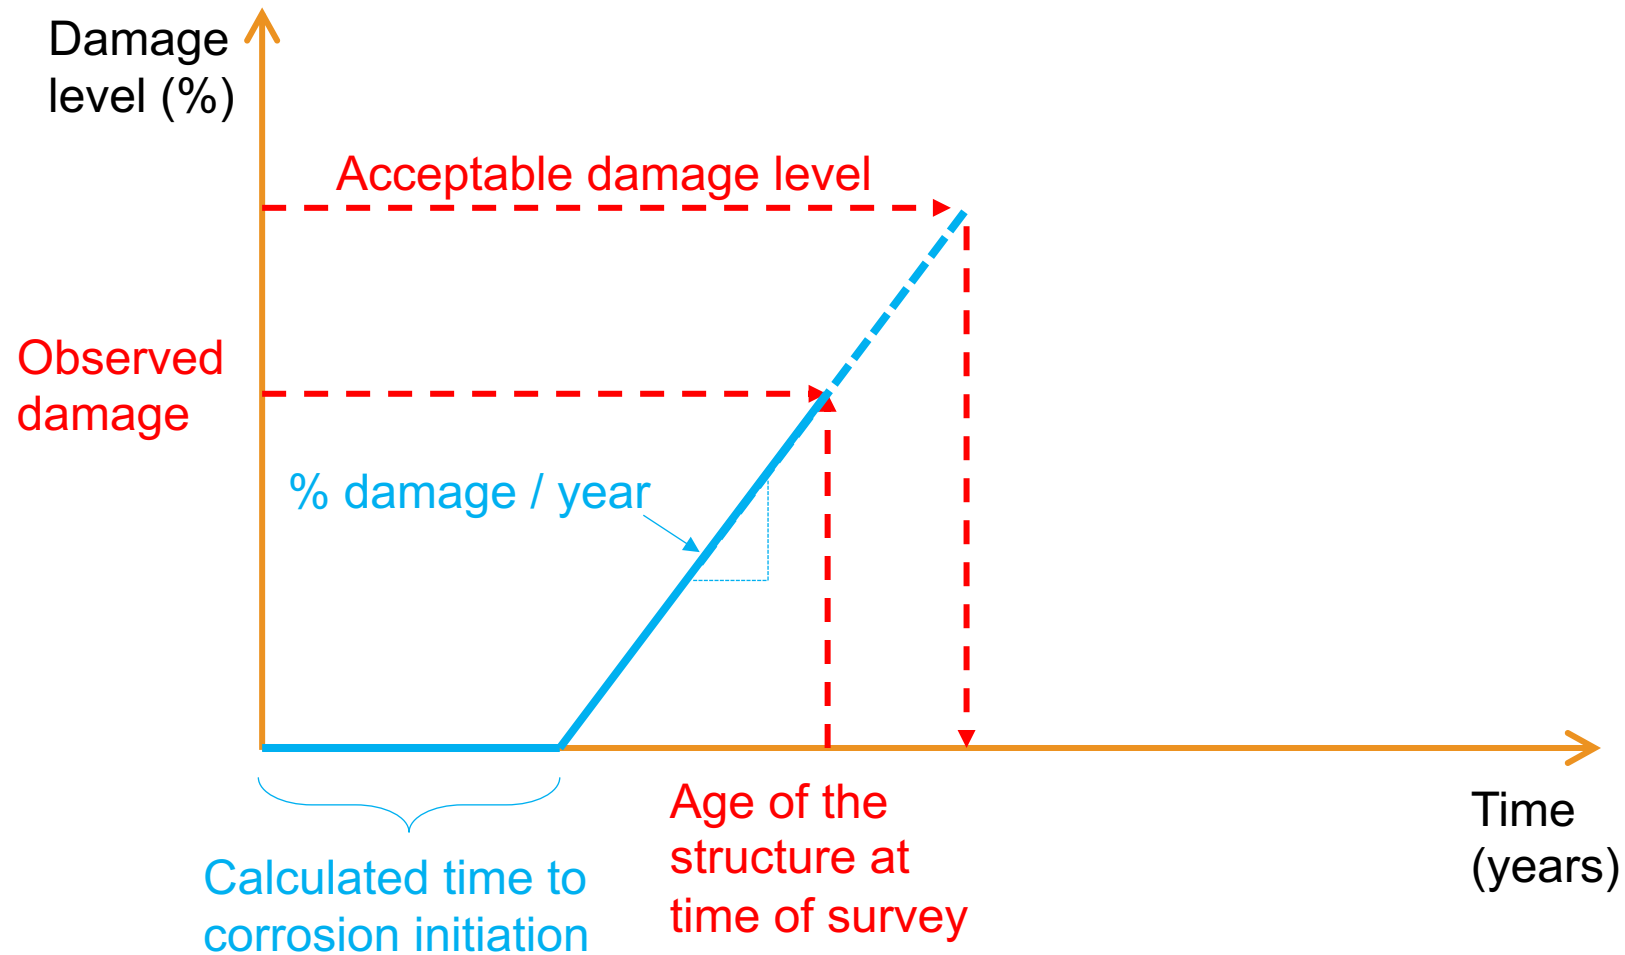 Damage
level (%)
Acceptable damage level
Observed
damage
% damage / year
Age of the
structure at
time of survey
Time
(years)
Calculated time to
corrosion initiation